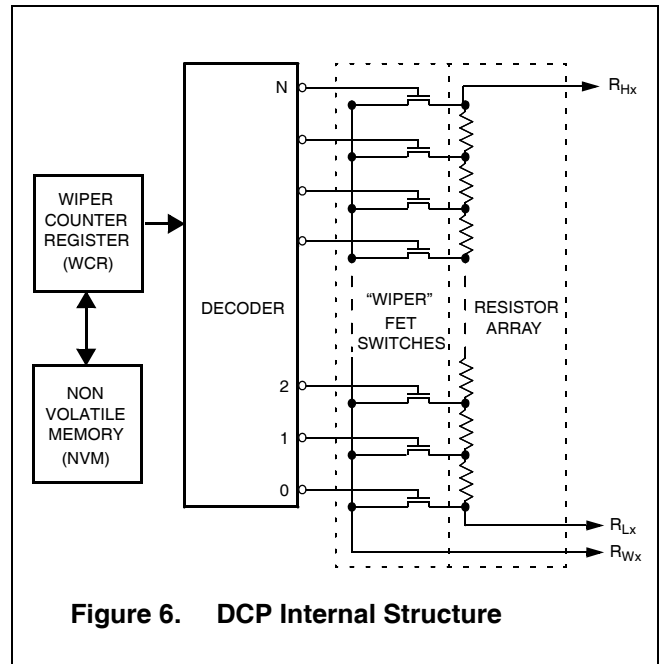 N
R_Hx
WIPER
COUNTER
REGISTER
(WCR)
DECODER
“WIPER”
FET
SWITCHES
RESISTOR
ARRAY
NON
VOLATILE
MEMORY
(NVM)
2
1
0
R_Lx
R_Wx
Figure 6. DCP Internal Structure